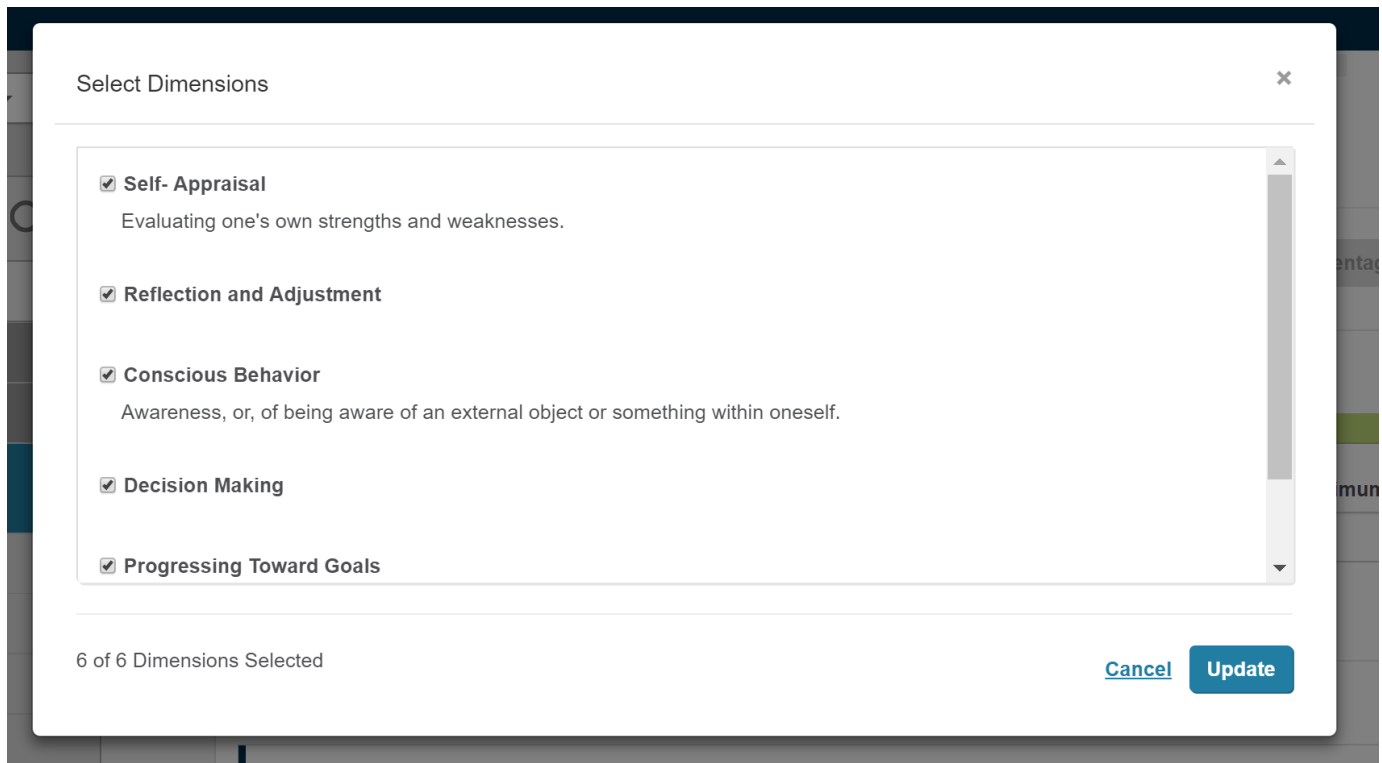 Select Dimensions
×
Self- Appraisal
Evaluating one's own strengths and weaknesses.
Reflection and Adjustment
Conscious Behavior
Awareness, or, of being aware of an external object or something within oneself.
Decision Making
Progressing Toward Goals
6 of 6 Dimensions Selected
Cancel
Update